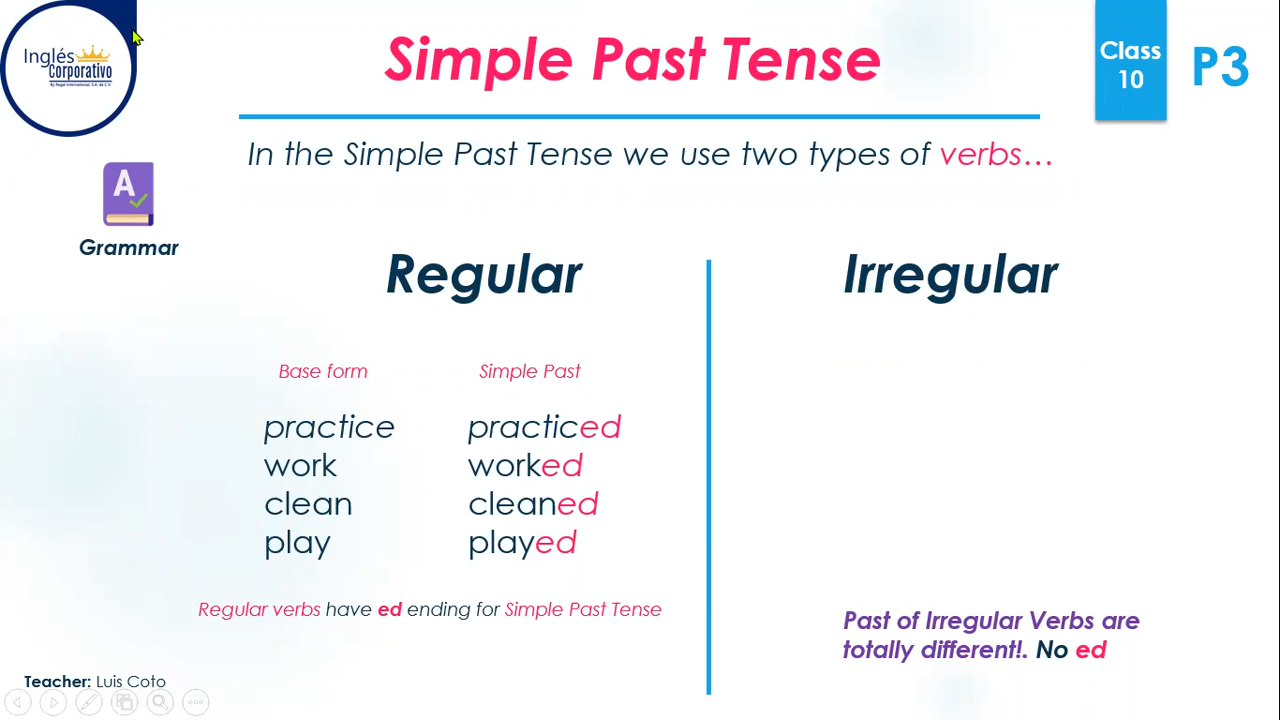 Inglés
Corporativo
By Regal International, S.A. de C.V.
Simple Past Tense
Class
10
P3
In the Simple Past Tense we use two types of verbs…
A
Grammar
Regular
Irregular
Base form Simple Past
practice practiced
work worked
clean cleaned
play played
Regular verbs have ed ending for Simple Past Tense
Past of Irregular Verbs are
totally different!. No ed
Teacher: Luis Coto